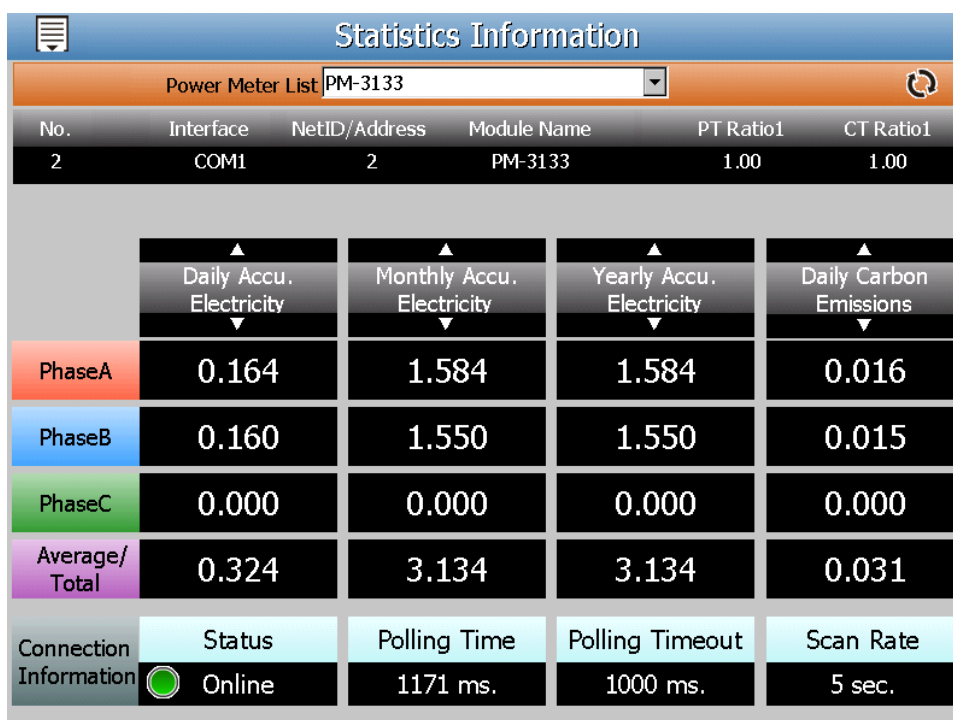 Statistics Information
Power Meter List PM-3133
No. Interface NetID/Address Module Name PT Ratio1 CT Ratio1
2 COM1 2 PM-3133 1.00 1.00
Daily Accu. Monthly Accu. Yearly Accu. Daily Carbon
Electricity Electricity Electricity Emissions
PhaseA 0.164 1.584 1.584 0.016
PhaseB 0.160 1.550 1.550 0.015
PhaseC 0.000 0.000 0.000 0.000
Average/
Total 0.324 3.134 3.134 0.031
Connection
Information
Status Polling Time Polling Timeout Scan Rate
Online 1171 ms. 1000 ms. 5 sec.